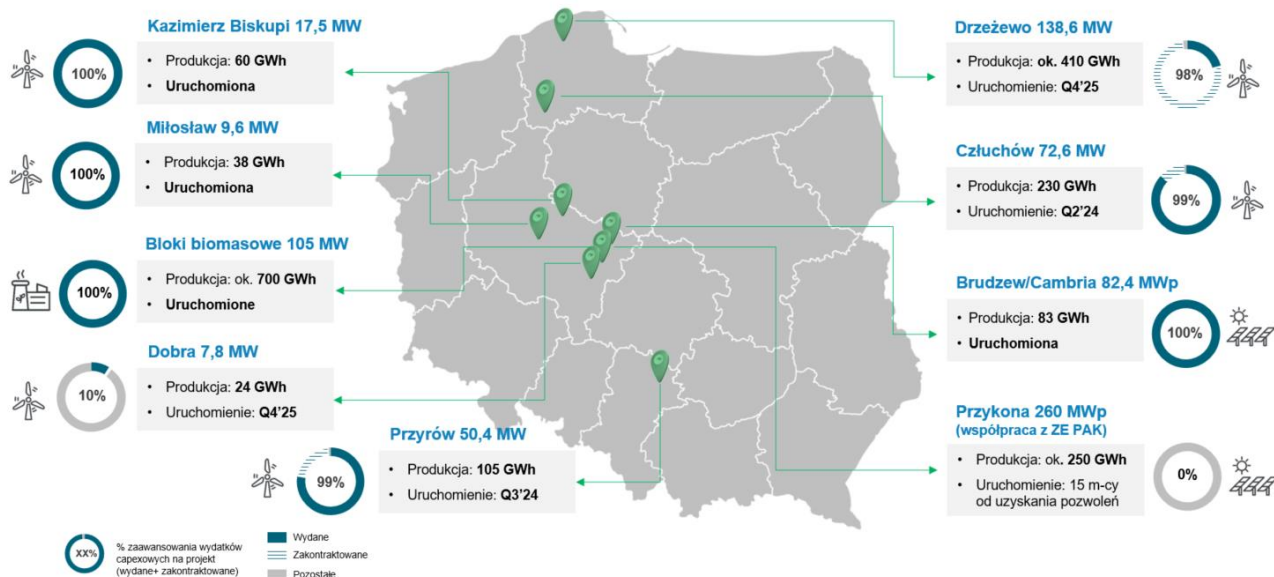 Kazimierz Biskupi 17,5 MW
100%
• Produkcja: 60 GWh
• Uruchomiona
Miłosław 9,6 MW
100%
• Produkcja: 38 GWh
• Uruchomiona
Bloki biomasowe 105 MW
100%
• Produkcja: ok. 700 GWh
• Uruchomione
Dobra 7,8 MW
10%
• Produkcja: 24 GWh
• Uruchomienie: Q4'25
Przyrów 50,4 MW
99%
• Produkcja: 105 GWh
• Uruchomienie: Q3'24
Drzeżewo 138,6 MW
• Produkcja: ok. 410 GWh
• Uruchomienie: Q4'25
98%
Człuchów 72,6 MW
• Produkcja: 230 GWh
• Uruchomienie: Q2'24
99%
Brudzew/Cambria 82,4 MWp
• Produkcja: 83 GWh
• Uruchomiona
100%
Przykona 260 MWp
(współpraca z ZE PAK)
• Produkcja: ok. 250 GWh
• Uruchomienie: 15 m-cy
od uzyskania pozwoleń
0%
XX%
% zaawansowania wydatków
capexowych na projekt
(wydane+ zakontraktowane)
Wydane
Zakontraktowane
Pozostałe